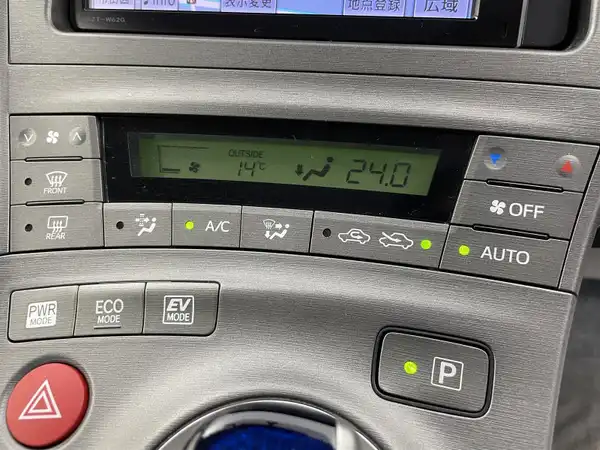 表示変更
地点登録
広域
OUTSIDE
14℃
24.0
FRONT
REAR
A/C
OFF
AUTO
PWR
MODE
ECO
MODE
EV
MODE
P